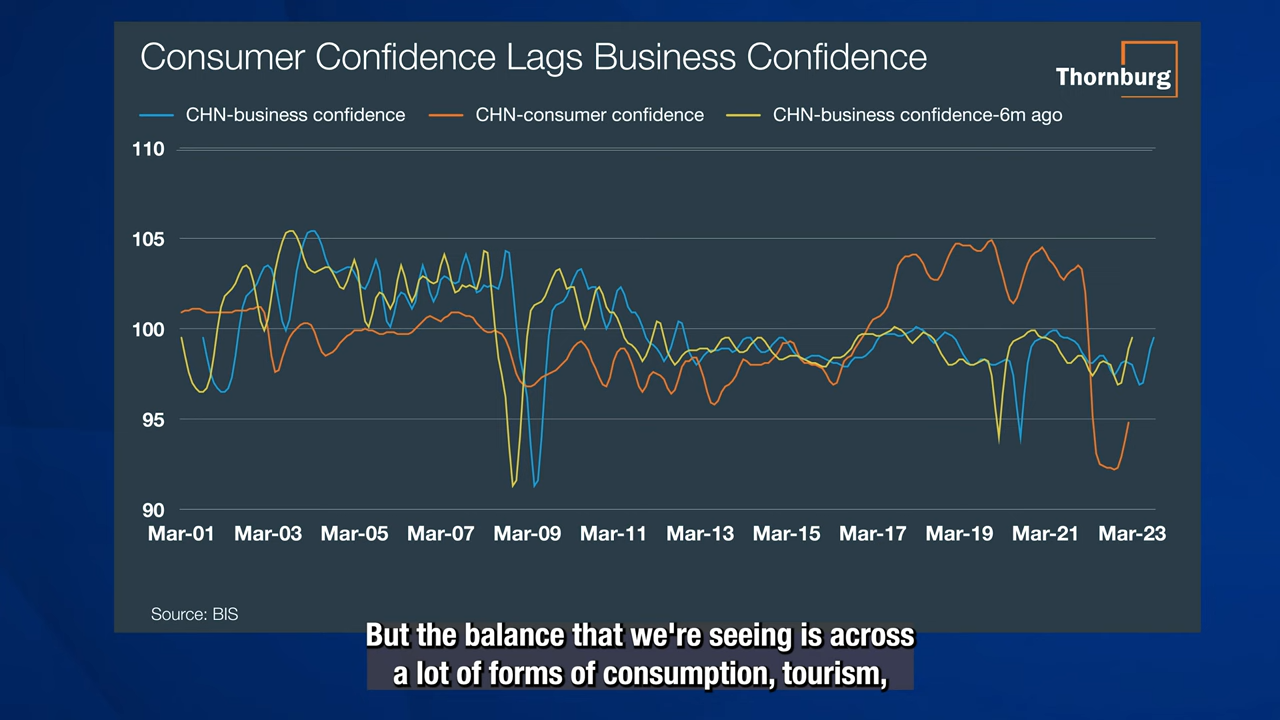 Consumer Confidence Lags Business Confidence
Thornburg
CHN-business confidence CHN-consumer confidence CHN-business confidence-6m ago
110
105
100
95
90
Mar-01 Mar-03 Mar-05 Mar-07 Mar-09 Mar-11 Mar-13 Mar-15 Mar-17 Mar-19 Mar-21 Mar-23
Source: BIS
But the balance that we're seeing is across
a lot of forms of consumption, tourism,